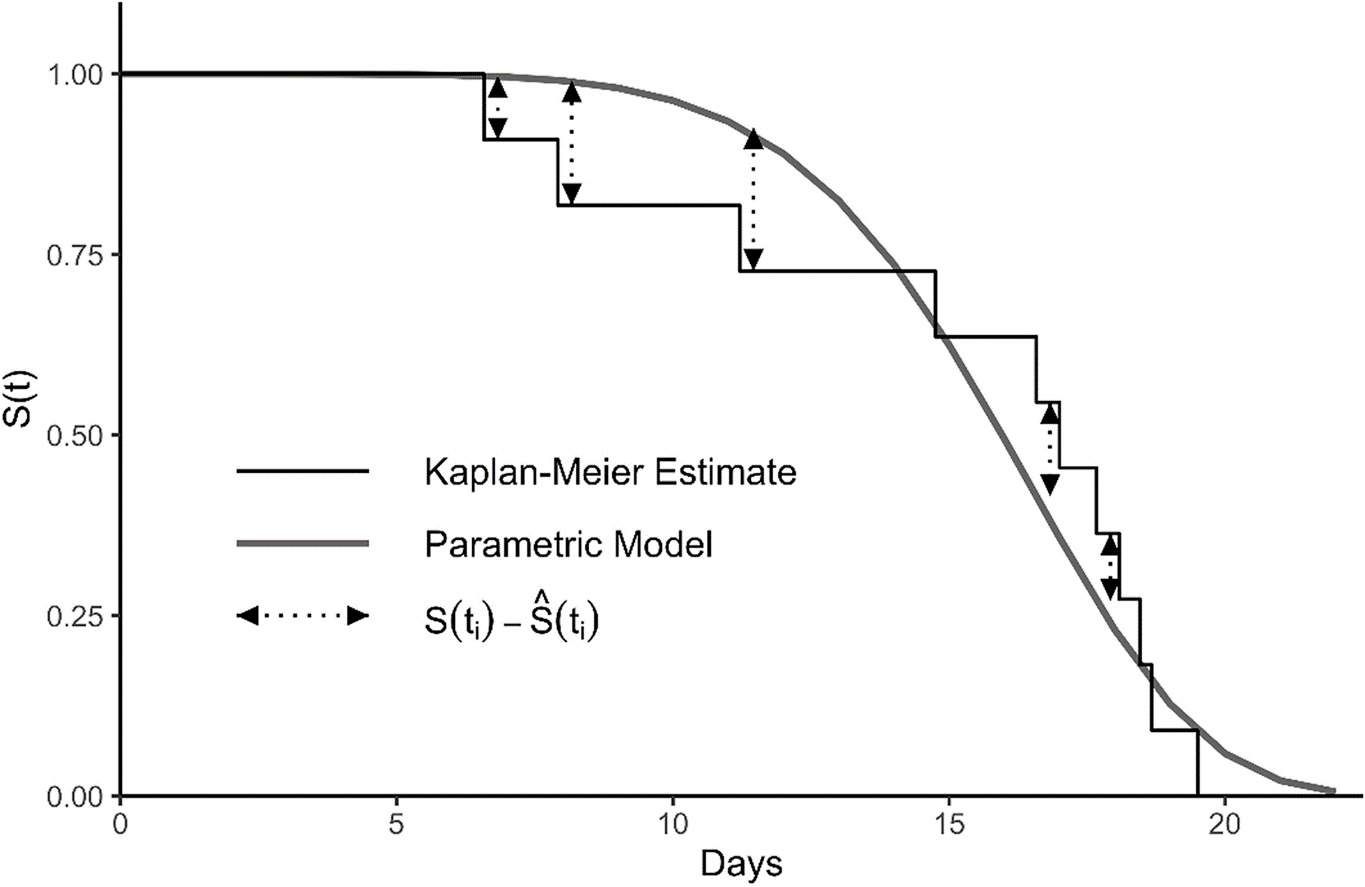 1.00
0.75
0.50
0.25
0.00
S(t)
Kaplan-Meier Estimate
Parametric Model
S(tᵢ) – Ŝ(tᵢ)
0 5 10 15 20
Days